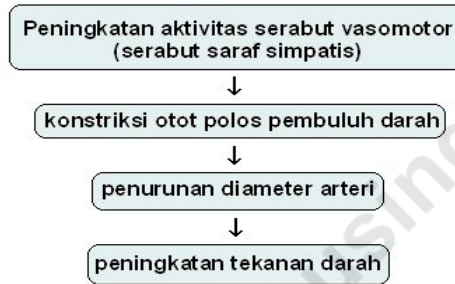 Peningkatan aktivitas serabut vasomotor
(serabut saraf simpatis)
↓
konstriksi otot polos pembuluh darah
↓
penurunan diameter arteri
↓
peningkatan tekanan darah